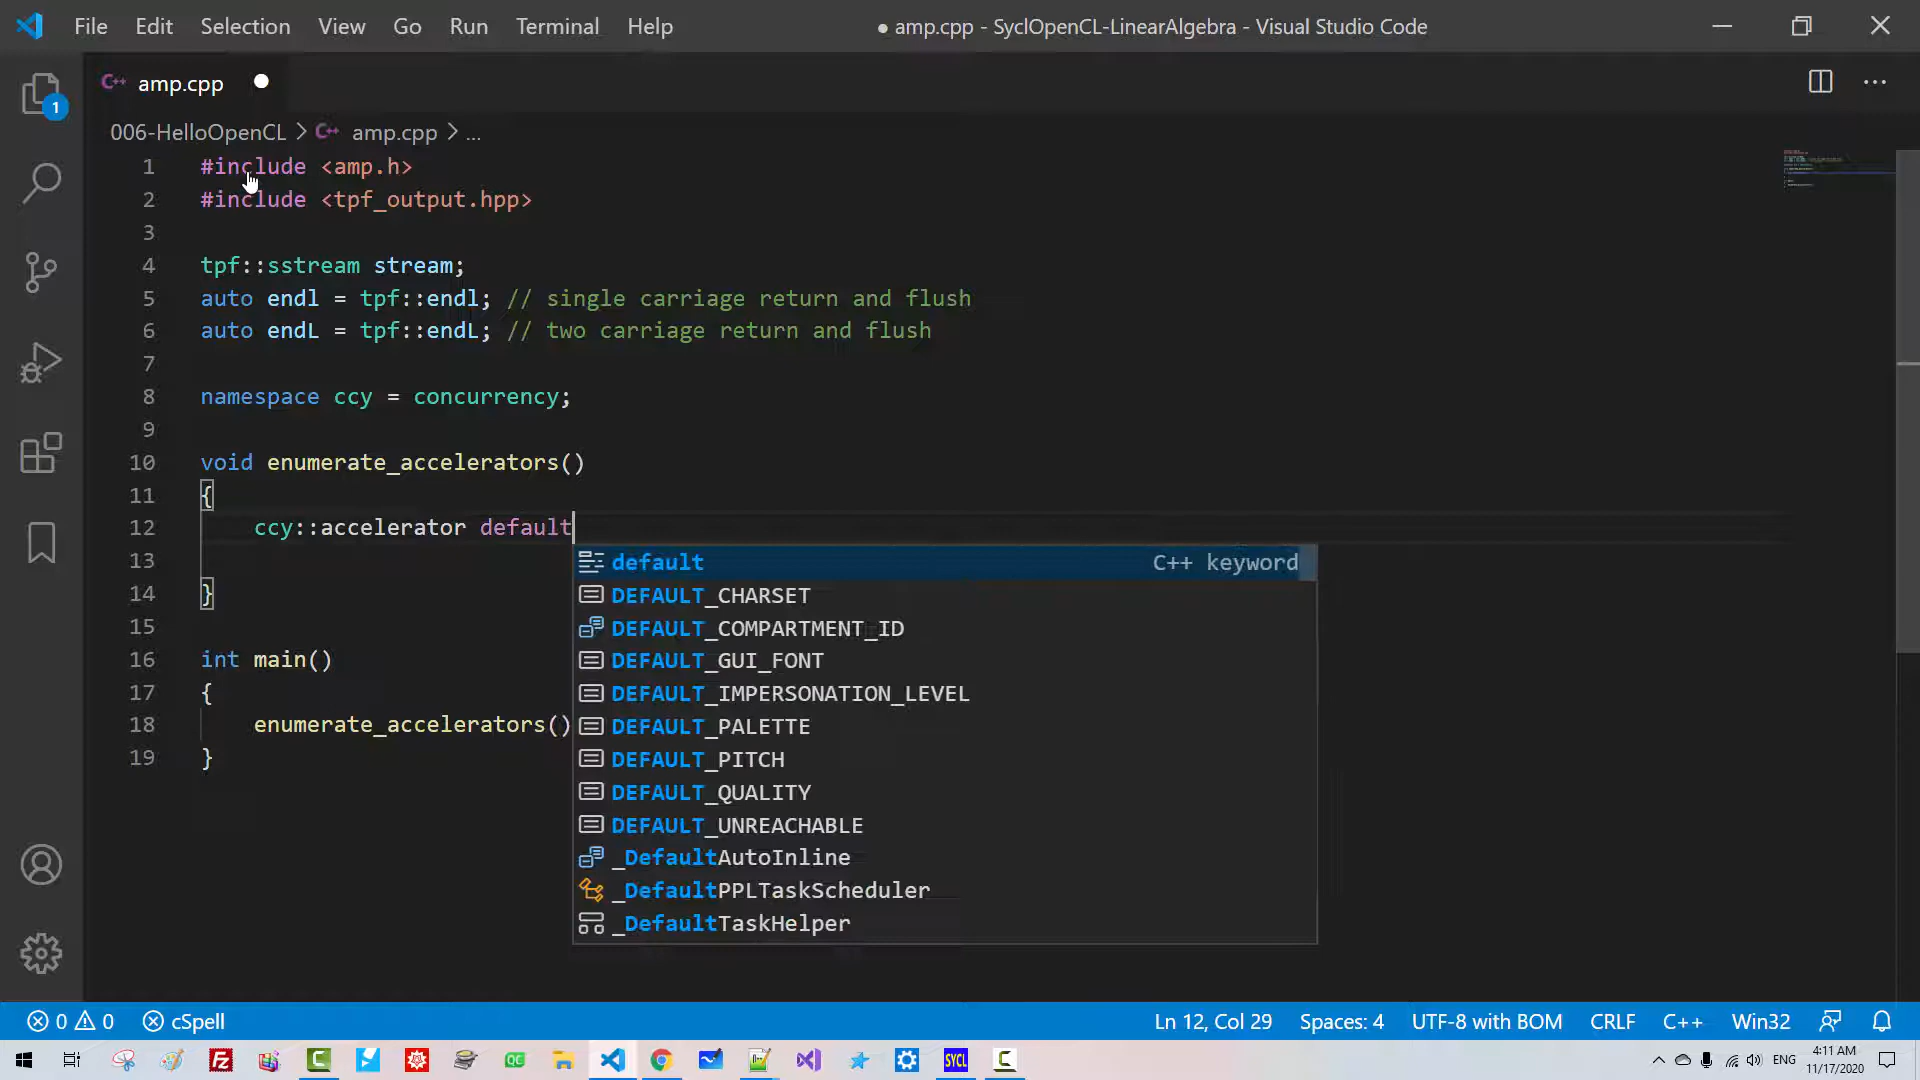 File Edit Selection View Go Run Terminal Help
● amp.cpp - SyclOpenCL-LinearAlgebra - Visual Studio Code
C++ amp.cpp
1
006-HelloOpenCL > C++ amp.cpp > ...
1 #include <amp.h>
2 #include <tpf_output.hpp>
3
4 tpf::sstream stream;
5 auto endl = tpf::endl; // single carriage return and flush
6 auto endL = tpf::endL; // two carriage return and flush
7
8 namespace ccy = concurrency;
9
10 void enumerate_accelerators()
11 {
12 ccy::accelerator default
13
14 }
15
16 int main()
17 {
18 enumerate_accelerators()
19 }
default C++ keyword
DEFAULT_CHARSET
DEFAULT_COMPARTMENT_ID
DEFAULT_GUI_FONT
DEFAULT_IMPERSONATION_LEVEL
DEFAULT_PALETTE
DEFAULT_PITCH
DEFAULT_QUALITY
DEFAULT_UNREACHABLE
_DefaultAutoInline
_DefaultPPLTaskScheduler
_DefaultTaskHelper
0 0 cSpell Ln 12, Col 29 Spaces: 4 UTF-8 with BOM CRLF C++ Win32
QC SYCL ENG 4:11 AM
11/17/2020